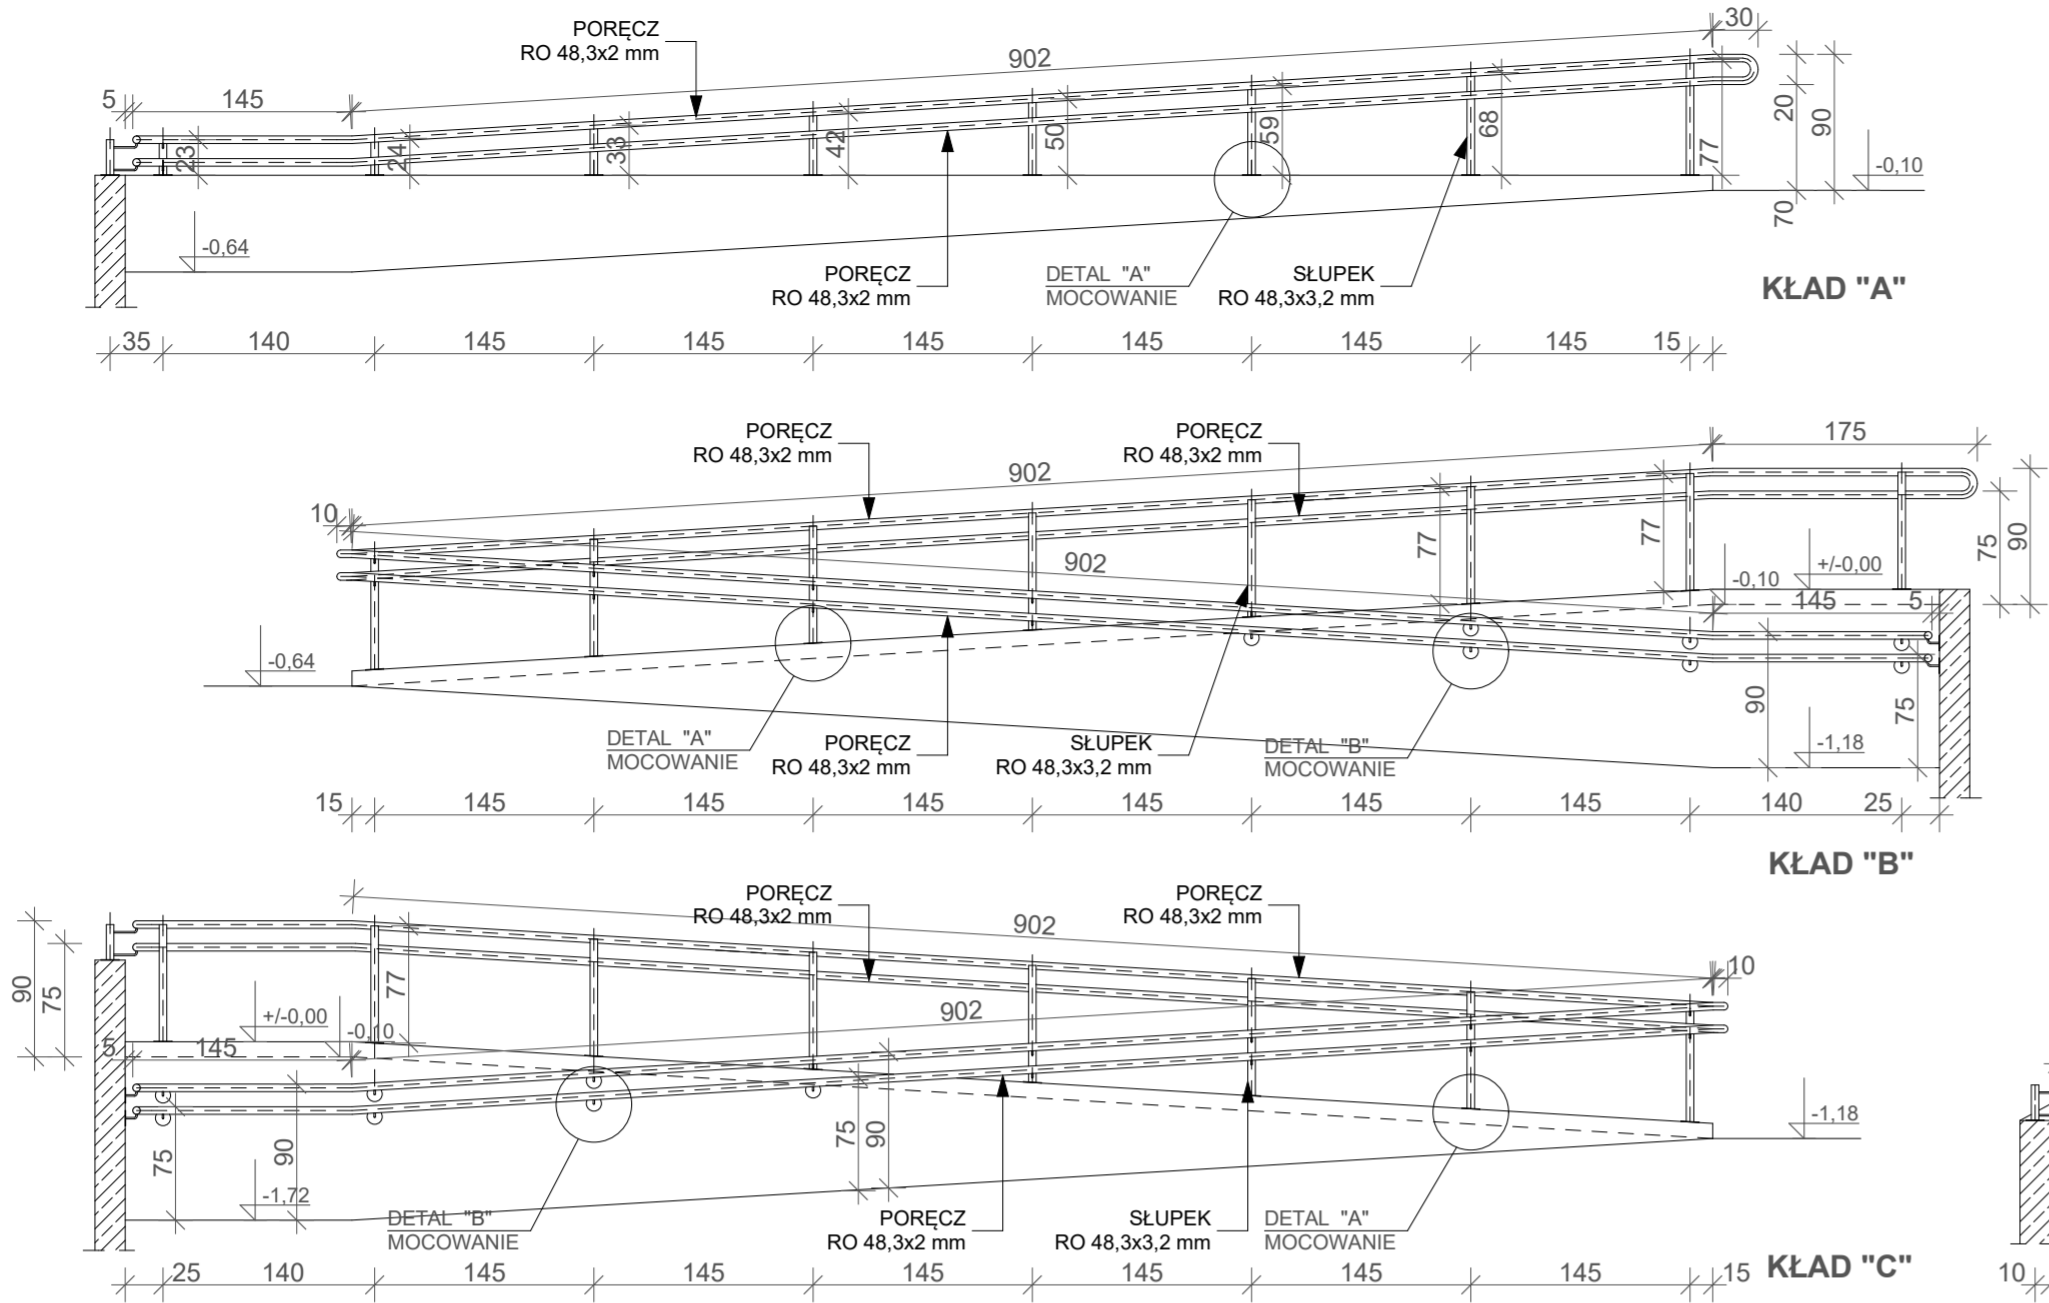 PORĘCZ
RO 48,3x2 mm
902
30
5
145
23
24
33
42
50
59
68
77
20
90
70
-0,10
-0,64
PORĘCZ
RO 48,3x2 mm
DETAL "A"
MOCOWANIE
SŁUPEK
RO 48,3x3,2 mm
KŁAD "A"
35
140
145
145
145
145
145
145
15
PORĘCZ
RO 48,3x2 mm
PORĘCZ
RO 48,3x2 mm
902
175
10
902
77
77
75
90
-0,10
+/-0,00
145
5
-0,64
90
75
-1,18
DETAL "A"
MOCOWANIE
PORĘCZ
RO 48,3x2 mm
SŁUPEK
RO 48,3x3,2 mm
DETAL "B"
MOCOWANIE
15
145
145
145
145
145
145
140
25
KŁAD "B"
PORĘCZ
RO 48,3x2 mm
PORĘCZ
RO 48,3x2 mm
902
10
90
75
77
+/-0,00
-0,10
902
5
145
75
90
75
90
-1,72
-1,18
DETAL "B"
MOCOWANIE
PORĘCZ
RO 48,3x2 mm
SŁUPEK
RO 48,3x3,2 mm
DETAL "A"
MOCOWANIE
25
140
145
145
145
145
145
145
15
KŁAD "C"
10